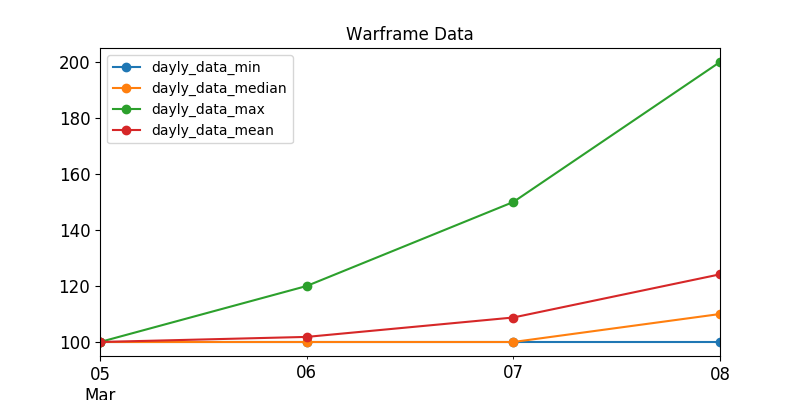 Warframe Data
dayly_data_min
dayly_data_median
dayly_data_max
dayly_data_mean
200
180
160
140
120
100
05 06 07 08
Mar